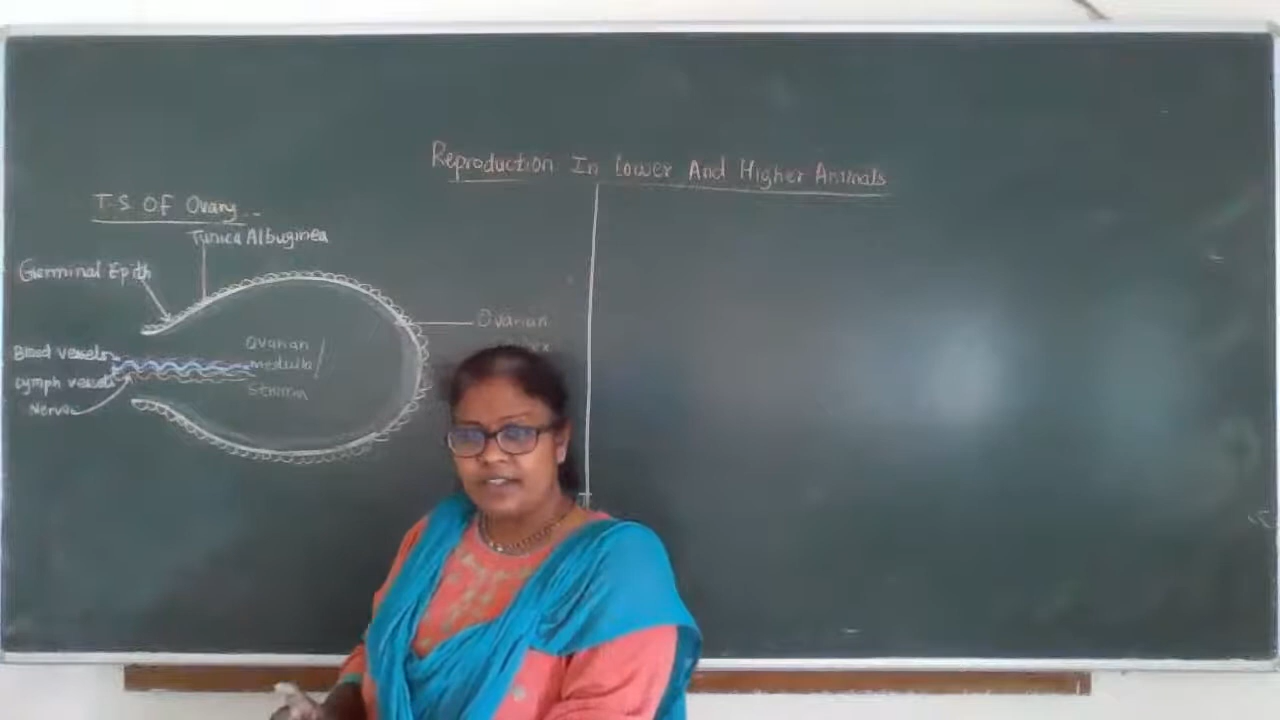 Reproduction In Lower And Higher Animals
T.S Of Ovary
Tunica Albuginea
Germinal Epith
Ovarian
Blood vessels
Lymph vessels
Nerve
Ovarian
medulla/
Stroma